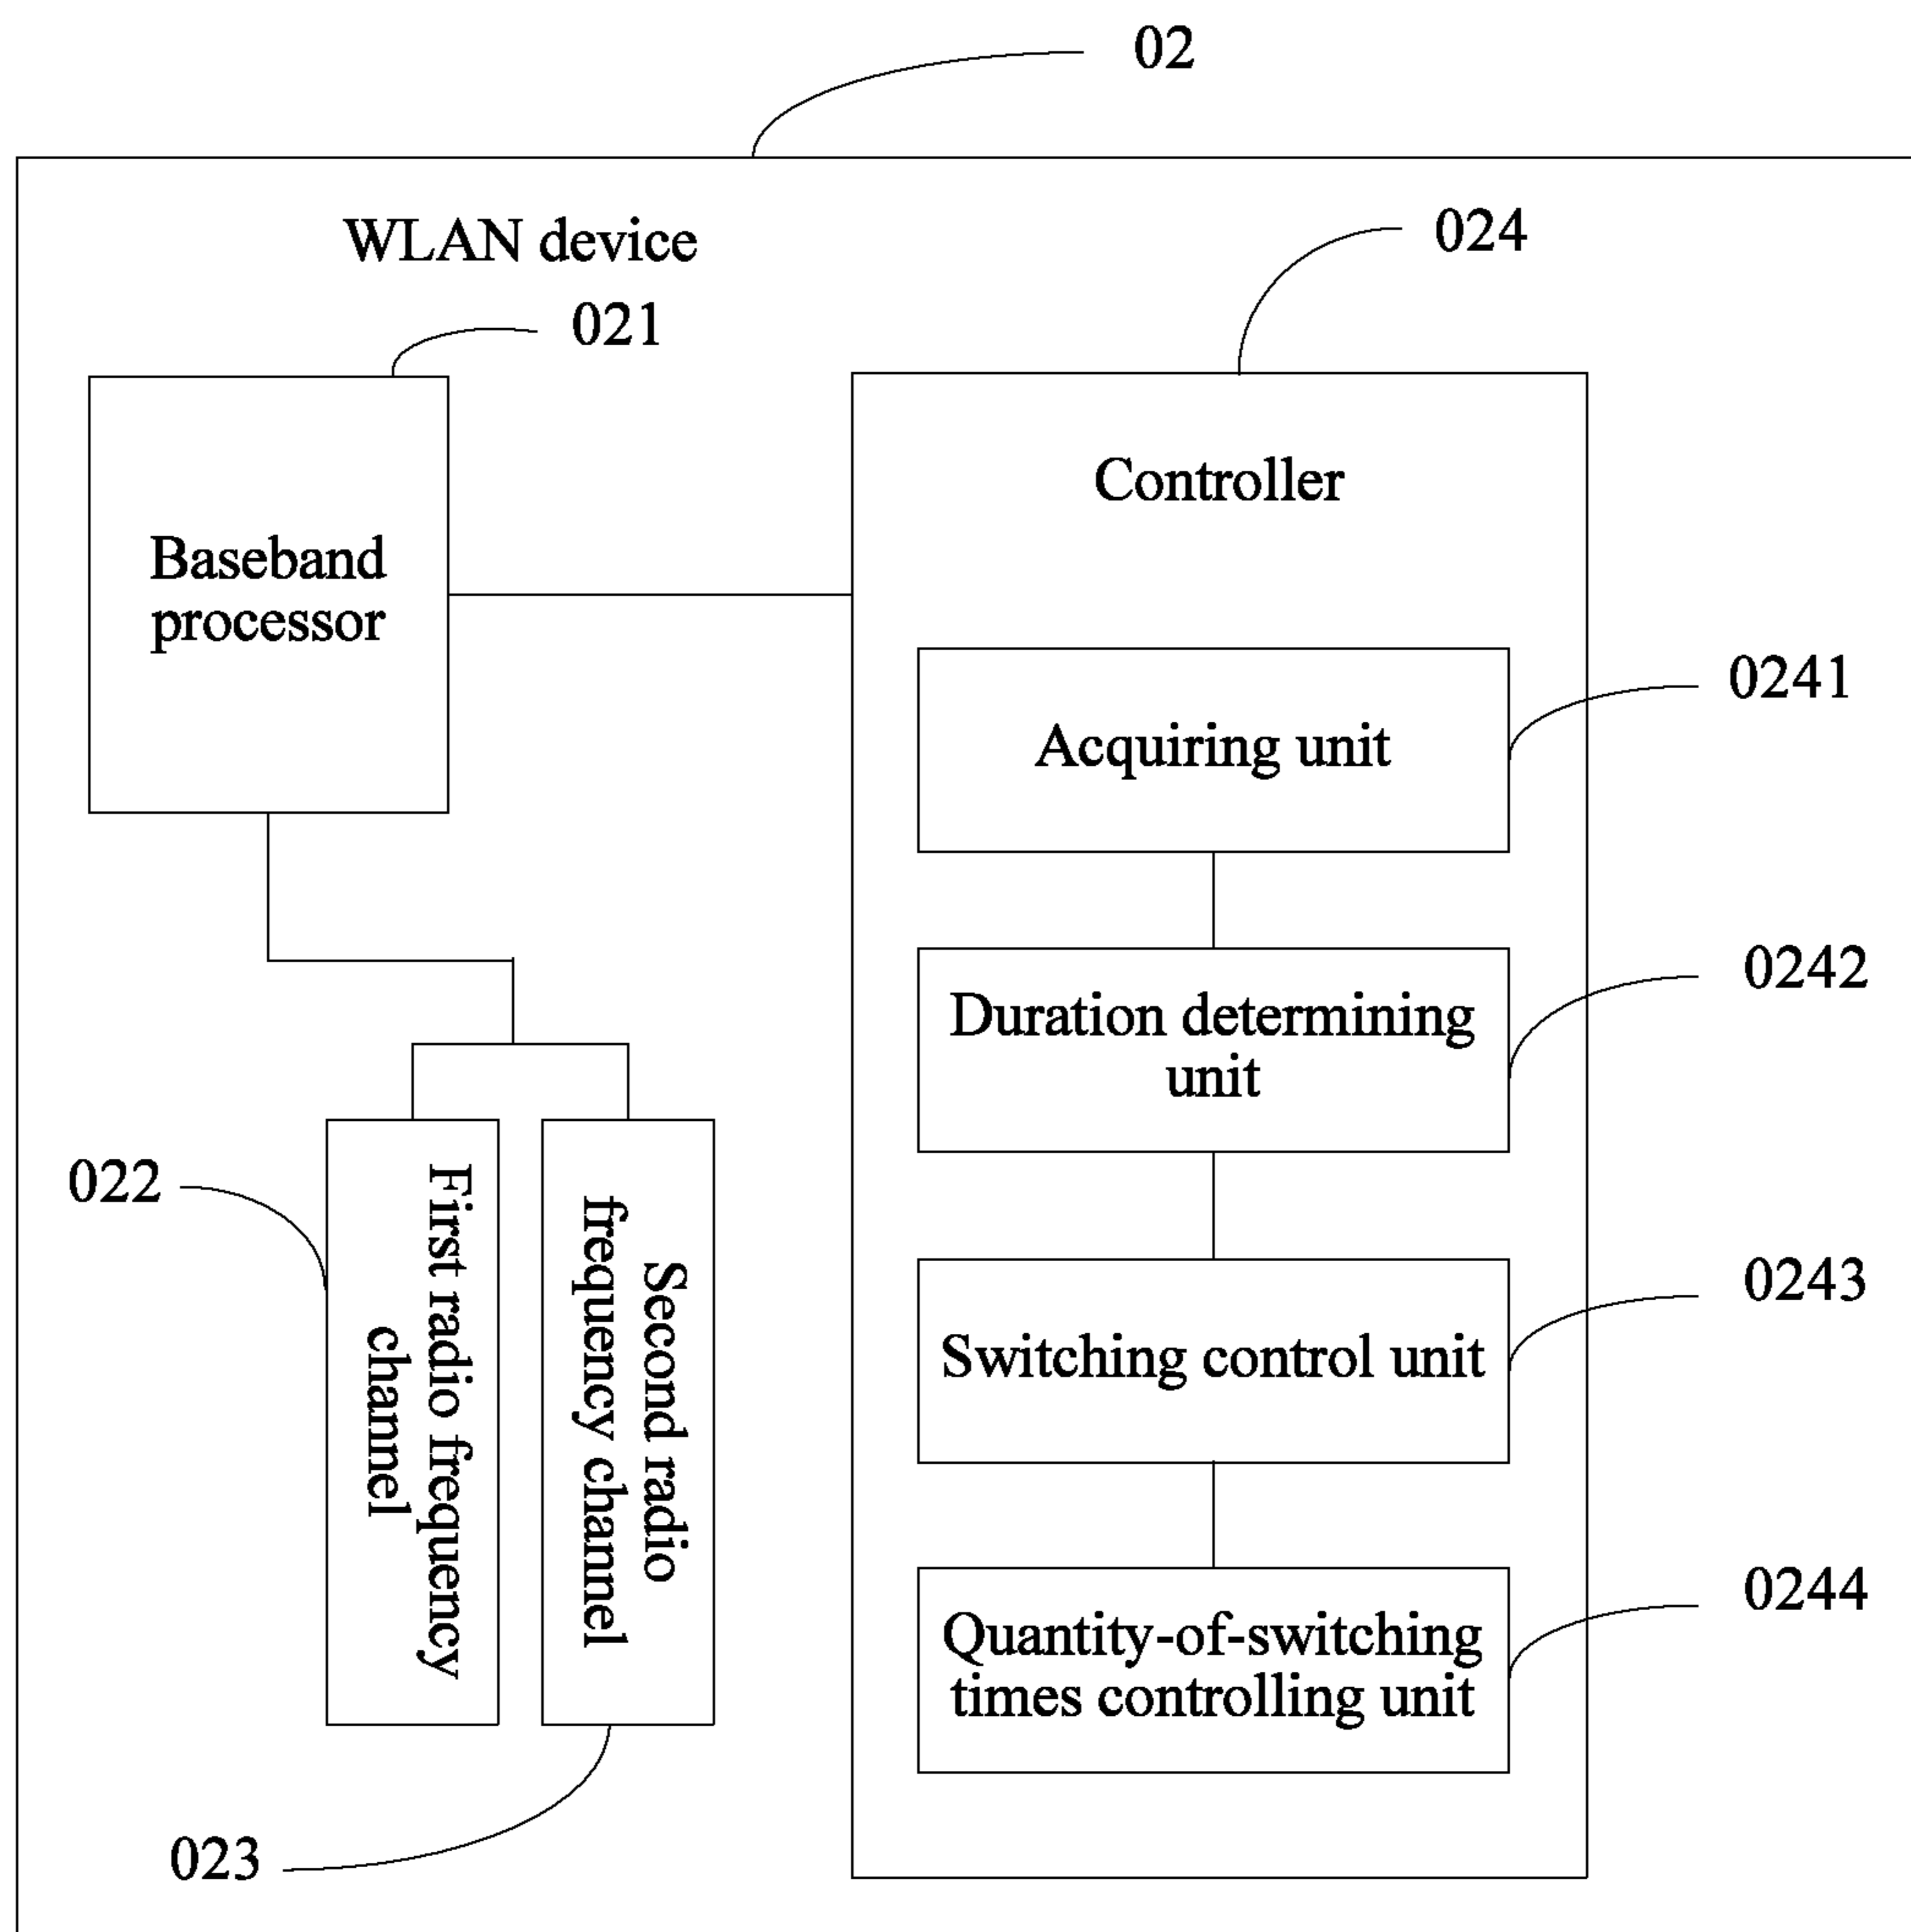 02
WLAN device
024
021
Controller
Baseband
processor
0241
Acquiring unit
0242
Duration determining
unit
022
First radio frequency
channel
Second radio
frequency channel
0243
Switching control unit
0244
Quantity-of-switching
times controlling unit
023